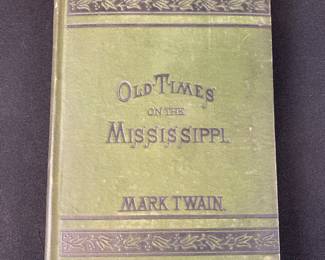 OLD TIMES
ON THE
MISSISSIPPI.
MARK TWAIN.